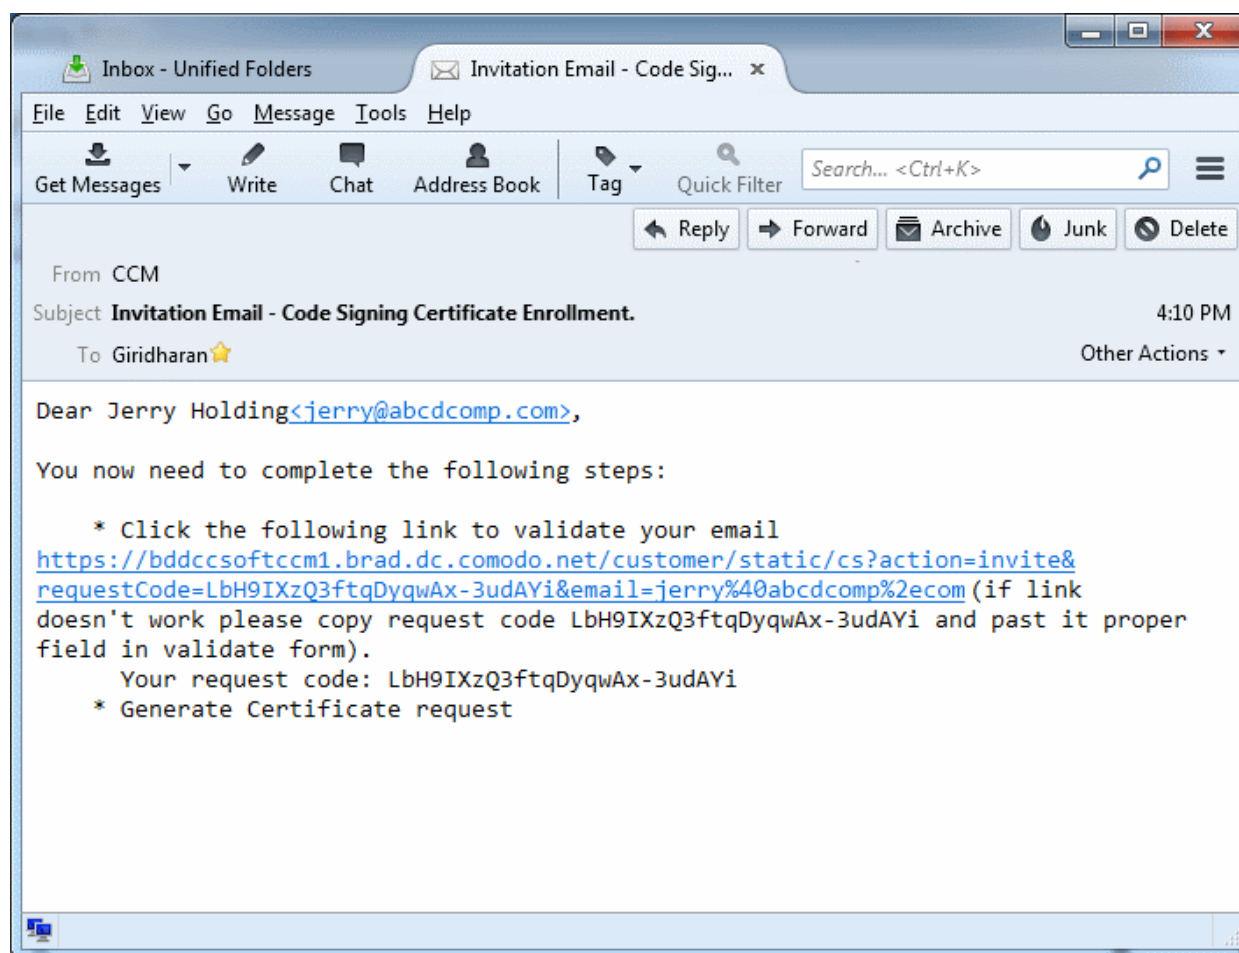 Inbox - Unified Folders
Invitation Email - Code Sig...
File Edit View Go Message Tools Help
Get Messages Write Chat Address Book Tag Quick Filter Search... <Ctrl+K>
Reply Forward Archive Junk Delete
From CCM
Subject Invitation Email - Code Signing Certificate Enrollment. 4:10 PM
To Giridharan Other Actions
Dear Jerry Holding<jerry@abcdcomp.com>,
You now need to complete the following steps:
* Click the following link to validate your email
https://bddccsoftccm1.brad.dc.comodo.net/customer/static/cs?action=invite&
requestCode=LbH9IXzQ3ftqDyqwAx-3udAYi&email=jerry%40abcdcomp%2ecom(if link
doesn't work please copy request code LbH9IXzQ3ftqDyqwAx-3udAYi and past it proper
field in validate form).
Your request code: LbH9IXzQ3ftqDyqwAx-3udAYi
* Generate Certificate request